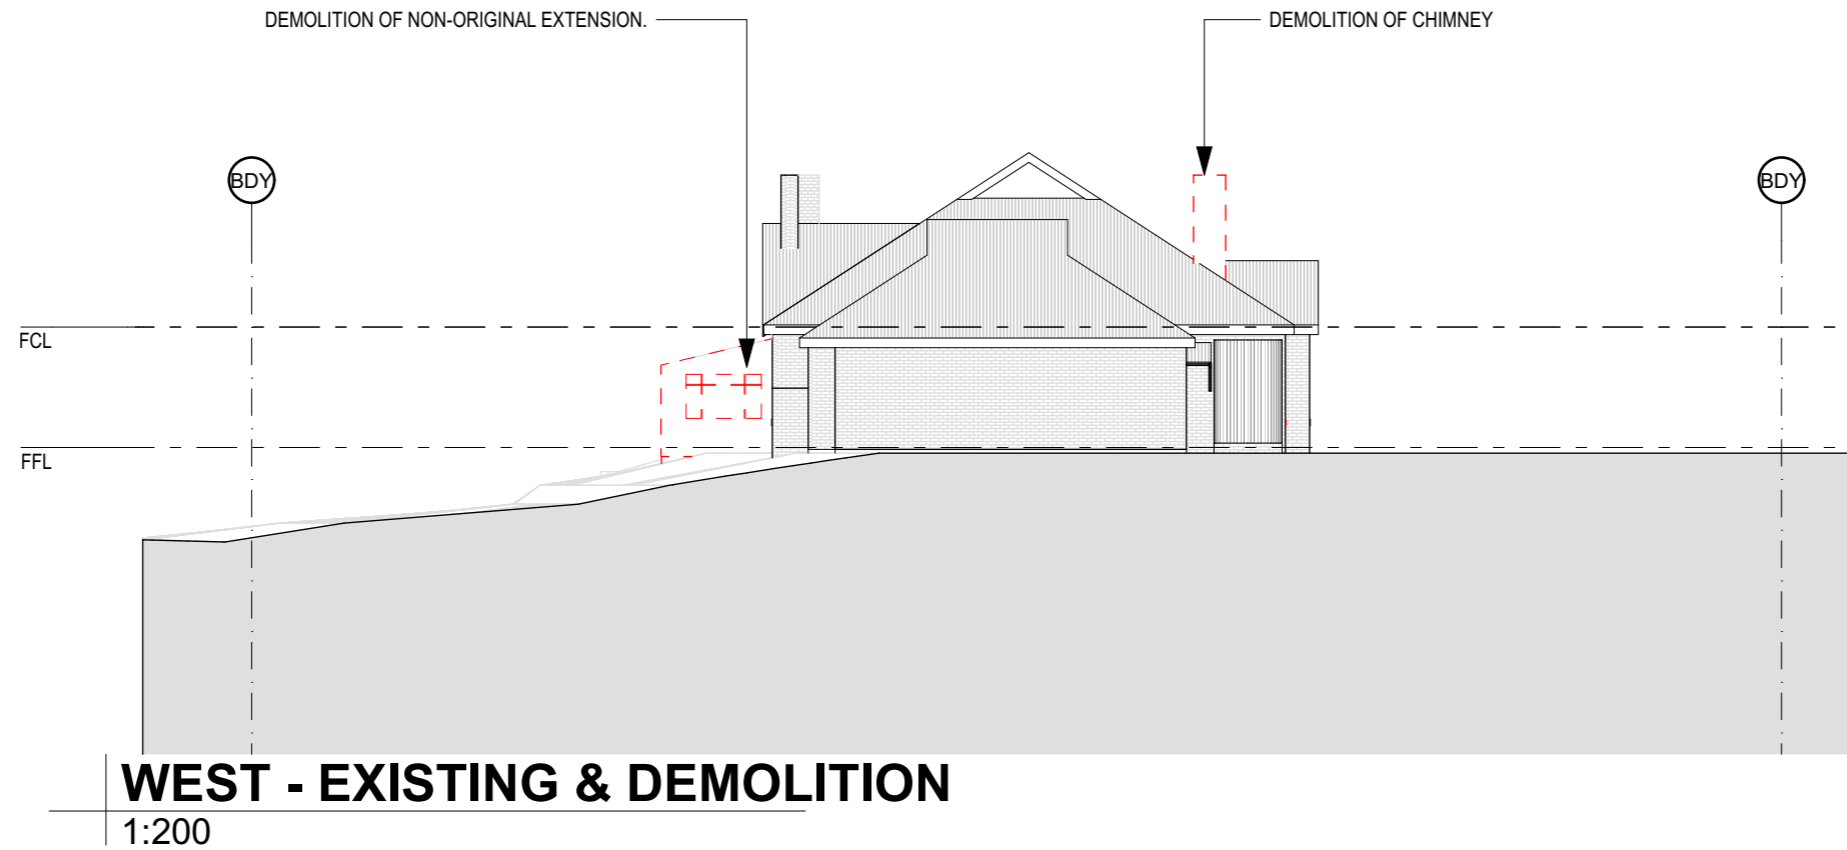 DEMOLITION OF NON-ORIGINAL EXTENSION.
DEMOLITION OF CHIMNEY
BDY
BDY
FCL
FFL
WEST - EXISTING & DEMOLITION
1:200